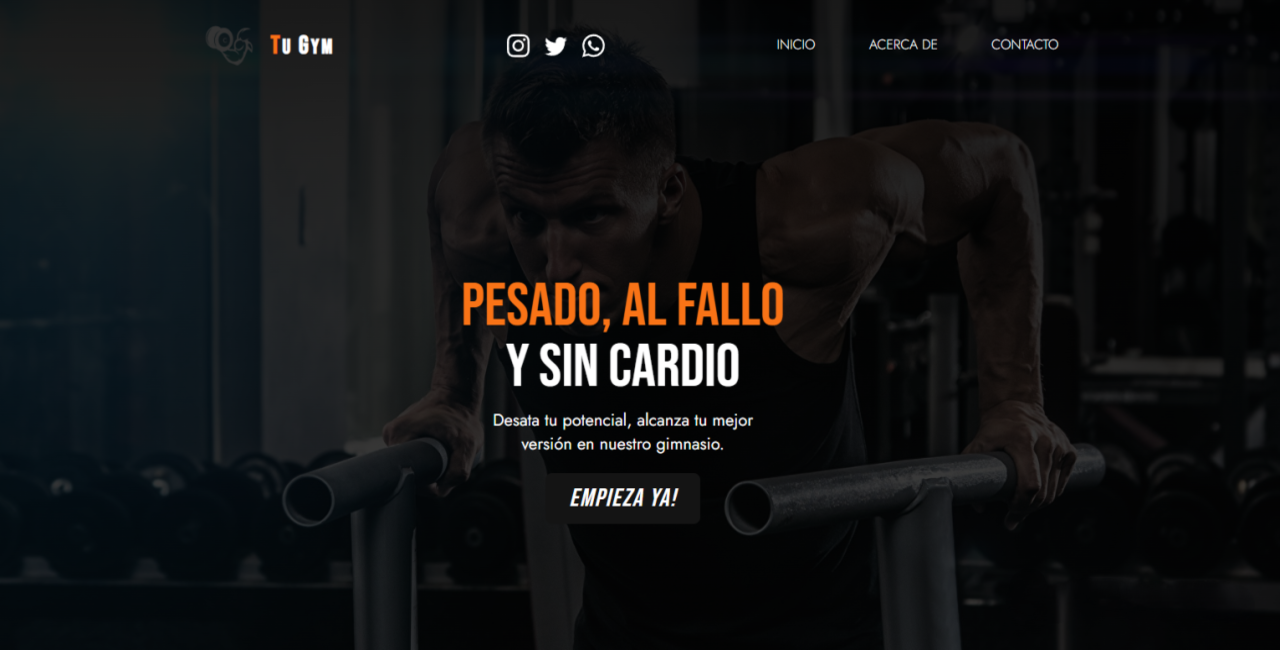 Tu Gym
INICIO
ACERCA DE
CONTACTO
PESADO, AL FALLO
Y SIN CARDIO
Desata tu potencial, alcanza tu mejor
versión en nuestro gimnasio.
EMPIEZA YA!